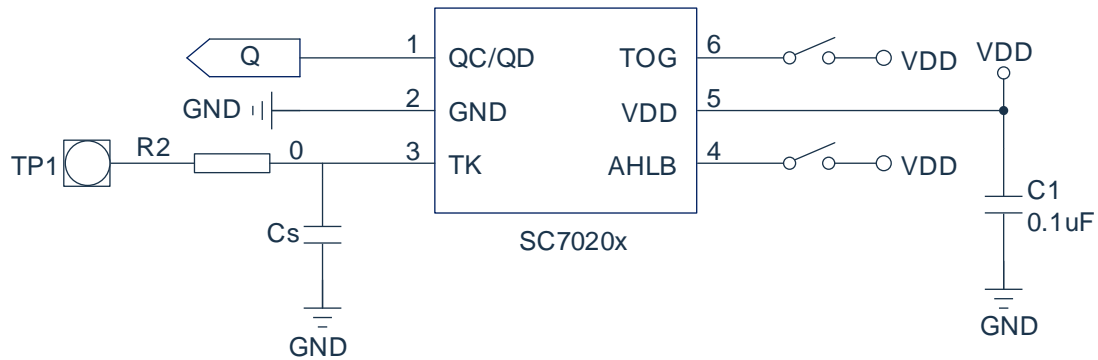 Q
1
QC/QD
TOG
6
VDD
VDD
GND
2
GND
VDD
5
TP1
R2
0
3
TK
AHLB
4
VDD
C1
0.1uF
Cs
SC7020x
GND
GND